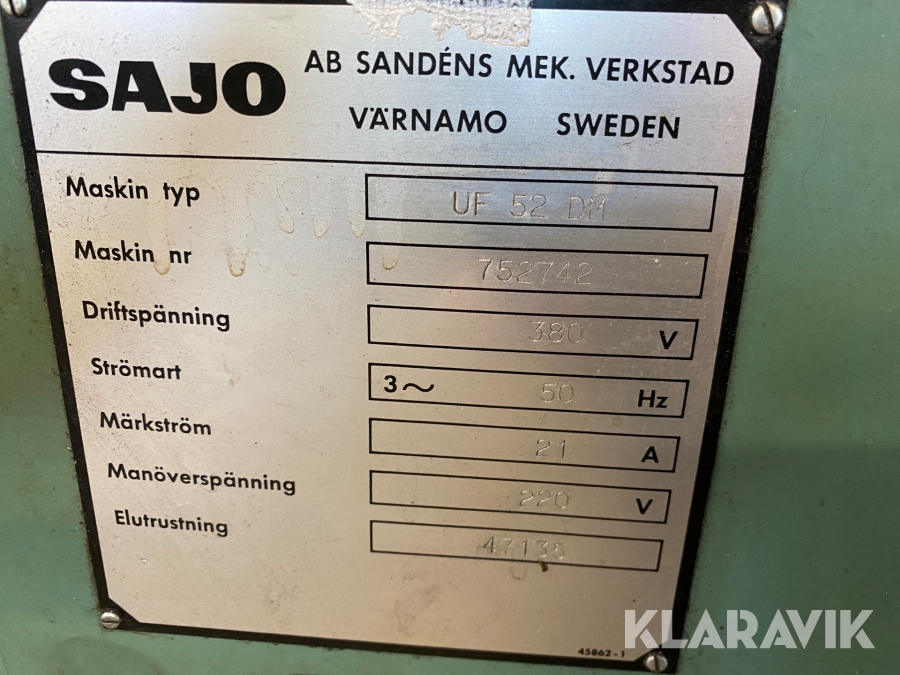 SAJO AB SANDÉNS MEK. VERKSTAD
VÄRNAMO SWEDEN
Maskin typ UF 52 DM
Maskin nr 752742
Driftspänning 380 V
Strömart 3~ 50 Hz
Märkström 21 A
Manöverspänning 220 V
Elutrustning 47135
45862-1
KLARAVIK